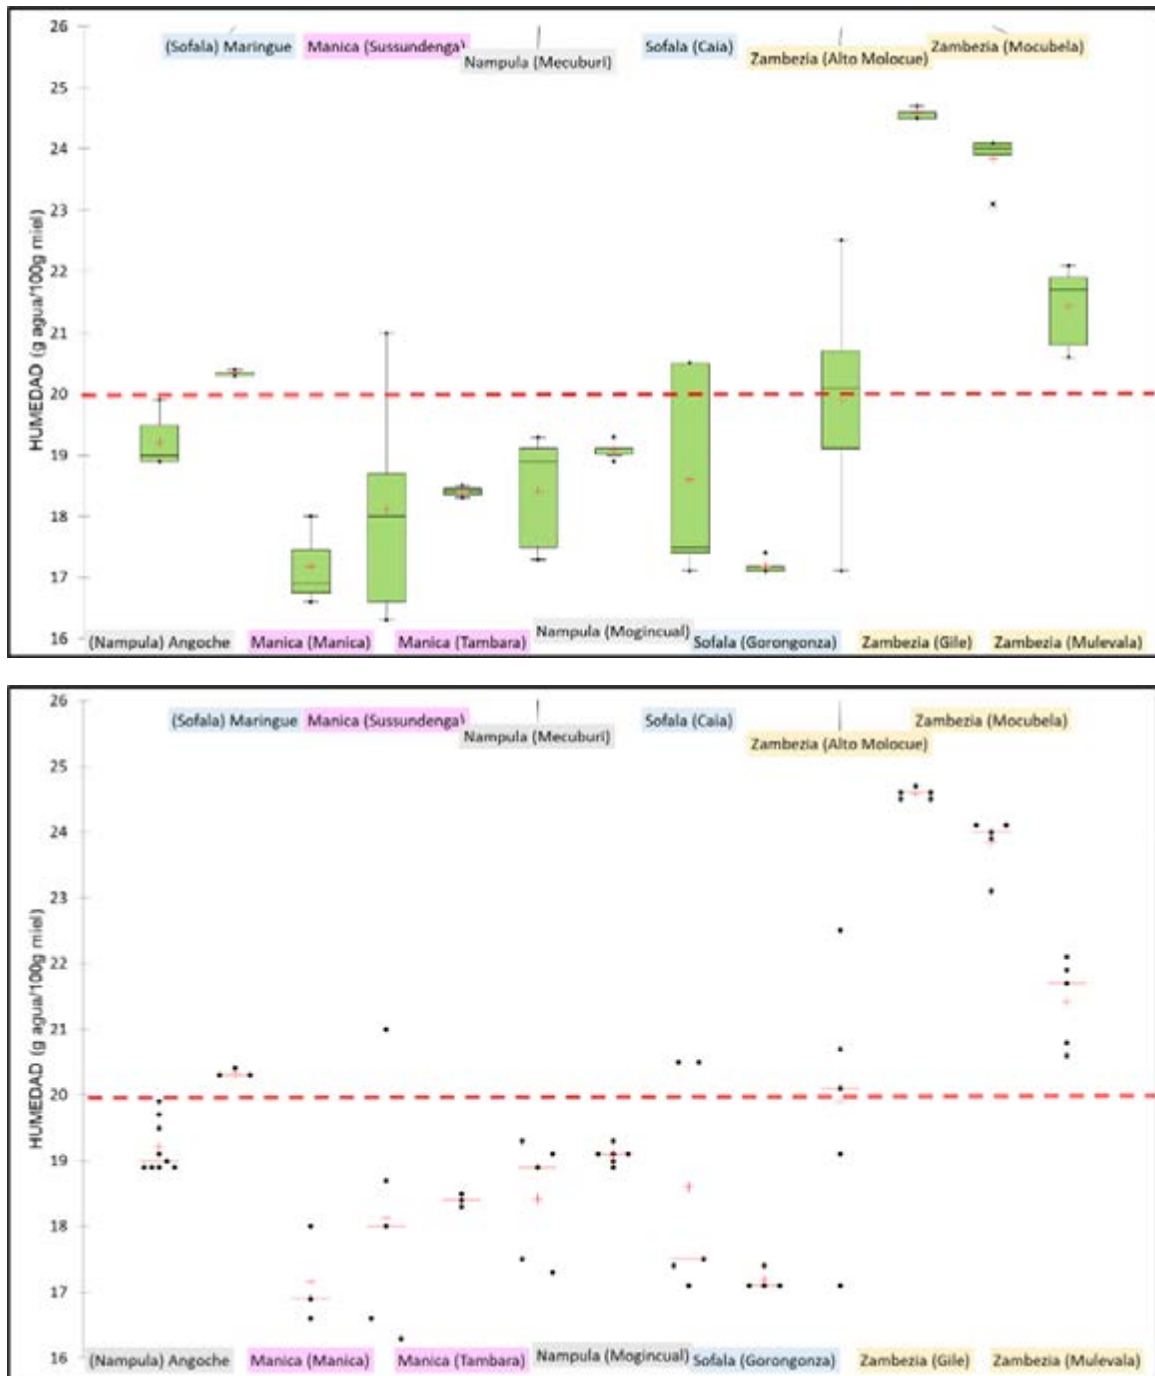 26
(Sofala) Maringue
Manica (Sussundenga)
Nampula (Mecuburi)
Sofala (Caia)
Zambezia (Alto Molocue)
Zambezia (Mocubela)
25
24
23
22
21
20
19
18
17
16
HUMEDAD (g agua/100g miel)
(Nampula) Angoche
Manica (Manica)
Manica (Tambara)
Nampula (Mogincual)
Sofala (Gorongonza)
Zambezia (Gile)
Zambezia (Mulevala)
26
(Sofala) Maringue
Manica (Sussundenga)
Nampula (Mecuburi)
Sofala (Caia)
Zambezia (Alto Molocue)
Zambezia (Mocubela)
25
24
23
22
21
20
19
18
17
16
HUMEDAD (g agua/100g miel)
(Nampula) Angoche
Manica (Manica)
Manica (Tambara)
Nampula (Mogincual)
Sofala (Gorongonza)
Zambezia (Gile)
Zambezia (Mulevala)